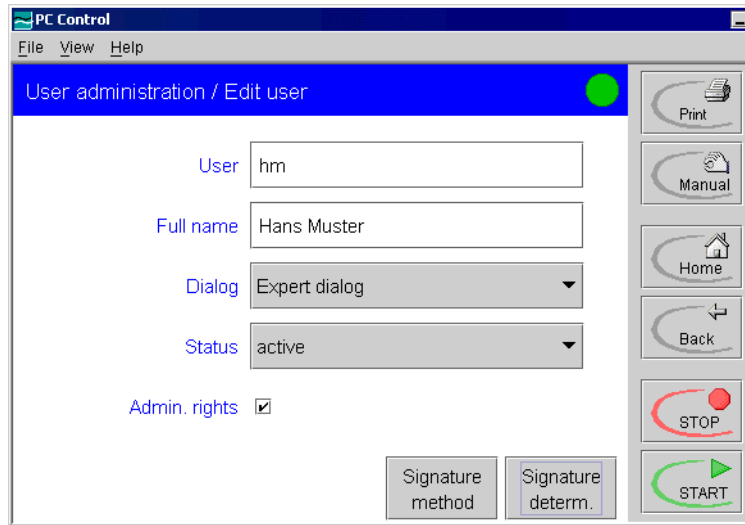 PC Control
File View Help
User administration / Edit user
User hm
Full name Hans Muster
Dialog Expert dialog
Status active
Admin. rights
Signature
method
Signature
determ.
Print
Manual
Home
Back
STOP
START